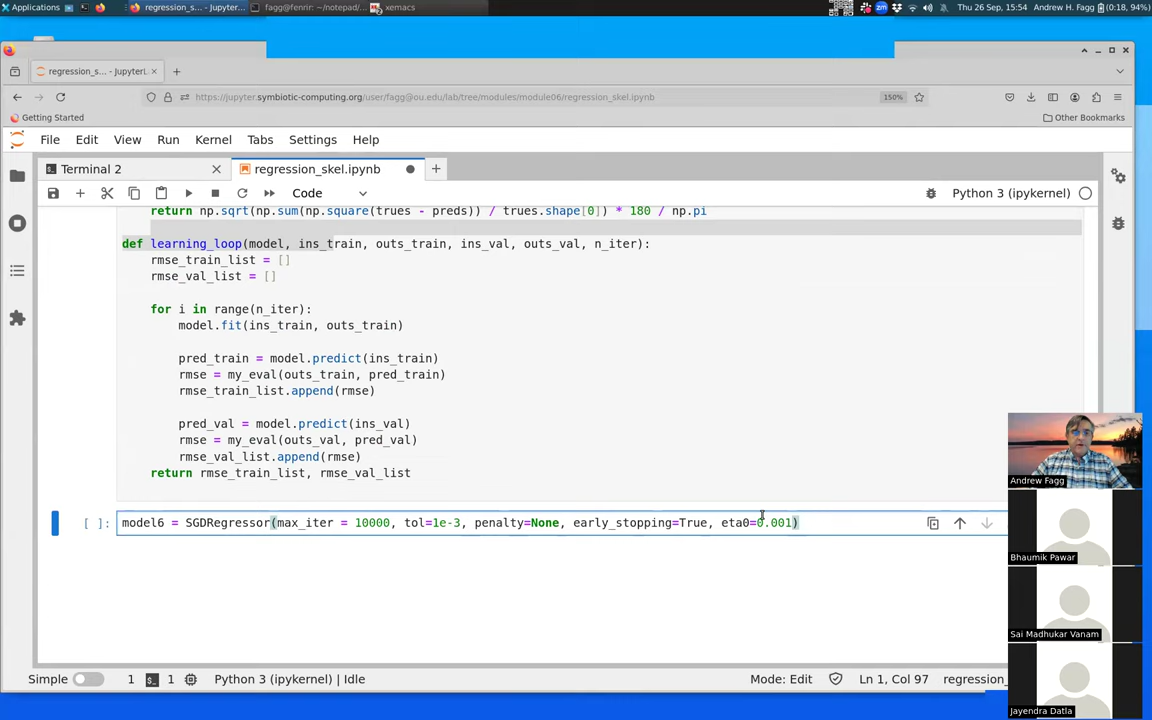 Applications
regression_s... - Jupyter...
fagg@fenrir: ~/notepad/...
xemacs
Thu 26 Sep, 15:54 Andrew H. Fagg (0:18, 94%)
regression_s... - JupyterL
https://jupyter.symbiotic-computing.org/user/fagg@ou.edu/lab/tree/modules/module06/regression_skel.ipynb
150%
Getting Started
Other Bookmarks
File Edit View Run Kernel Tabs Settings Help
Terminal 2
regression_skel.ipynb
Code
Python 3 (ipykernel)
return np.sqrt(np.sum(np.square(trues - preds)) / trues.shape[0]) * 180 / np.pi
def learning_loop(model, ins_train, outs_train, ins_val, outs_val, n_iter):
rmse_train_list = []
rmse_val_list = []
for i in range(n_iter):
model.fit(ins_train, outs_train)
pred_train = model.predict(ins_train)
rmse = my_eval(outs_train, pred_train)
rmse_train_list.append(rmse)
pred_val = model.predict(ins_val)
rmse = my_eval(outs_val, pred_val)
rmse_val_list.append(rmse)
return rmse_train_list, rmse_val_list
[ ]: model6 = SGDRegressor(max_iter = 10000, tol=1e-3, penalty=None, early_stopping=True, eta0=0.001)
Andrew Fagg
Bhaumik Pawar
Sai Madhukar Vanam
Jayendra Datla
Simple 1 1 Python 3 (ipykernel) | Idle
Mode: Edit Ln 1, Col 97 regression_